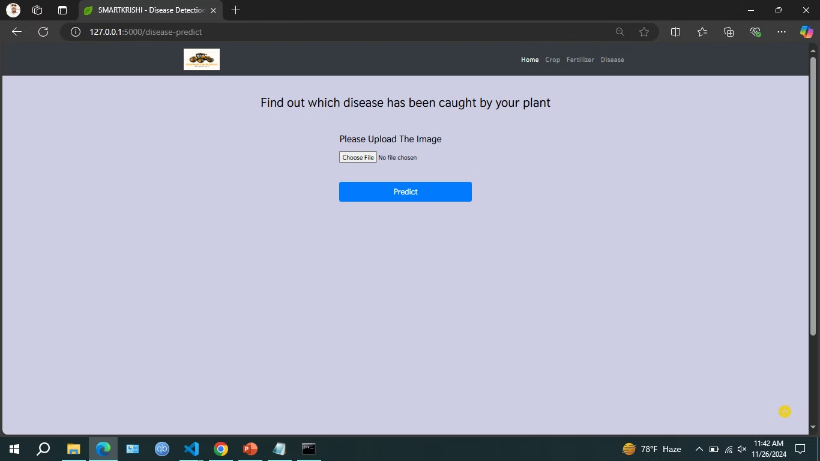 SMARTKRISHI - Disease Detection
127.0.0.1:5000/disease-predict
Home Crop Fertilizer Disease
Find out which disease has been caught by your plant
Please Upload The Image
Choose File No file chosen
Predict
78°F Haze
11:42 AM
11/26/2024